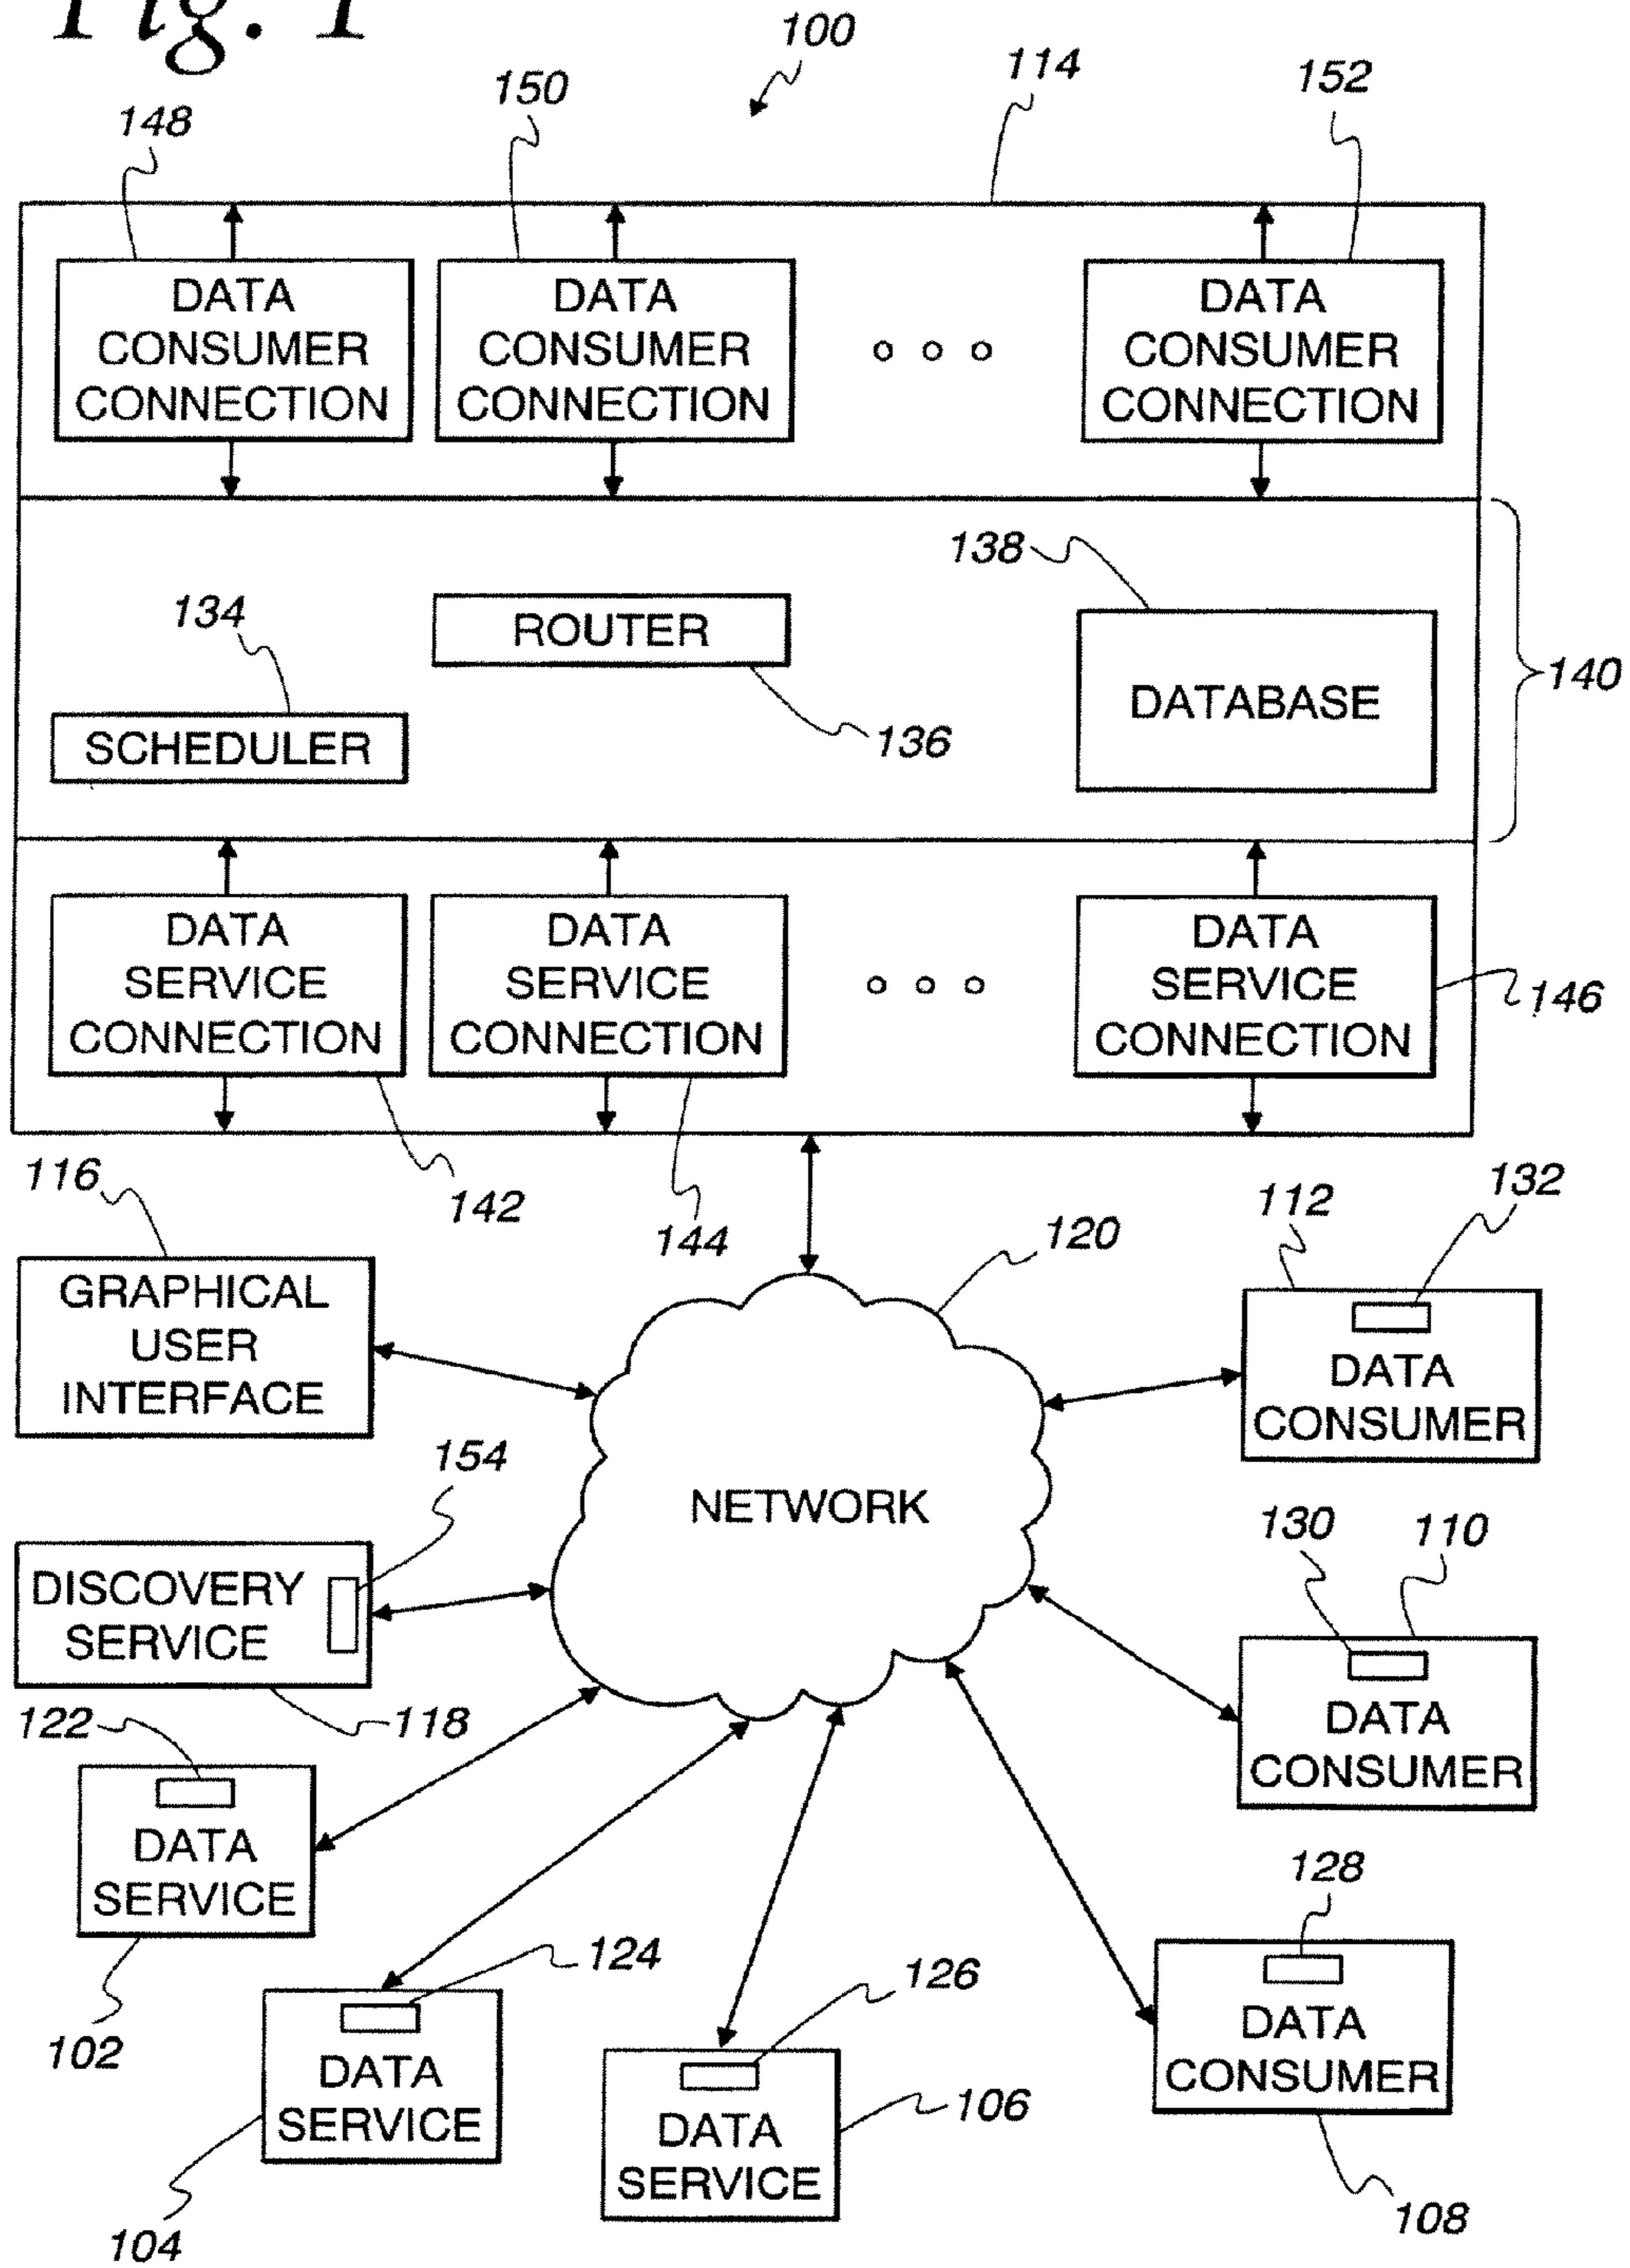 Fig. 1
100
114
152
150
148
DATA
CONSUMER
CONNECTION
DATA
CONSUMER
CONNECTION
DATA
CONSUMER
CONNECTION
138
134
ROUTER
DATABASE
140
SCHEDULER
136
DATA
SERVICE
CONNECTION
DATA
SERVICE
CONNECTION
DATA
SERVICE
CONNECTION
146
116
142
144
120
112
132
GRAPHICAL
USER
INTERFACE
DATA
CONSUMER
154
NETWORK
130
110
DISCOVERY
SERVICE
118
DATA
CONSUMER
122
DATA
SERVICE
102
124
DATA
SERVICE
104
126
DATA
SERVICE
106
128
DATA
CONSUMER
108